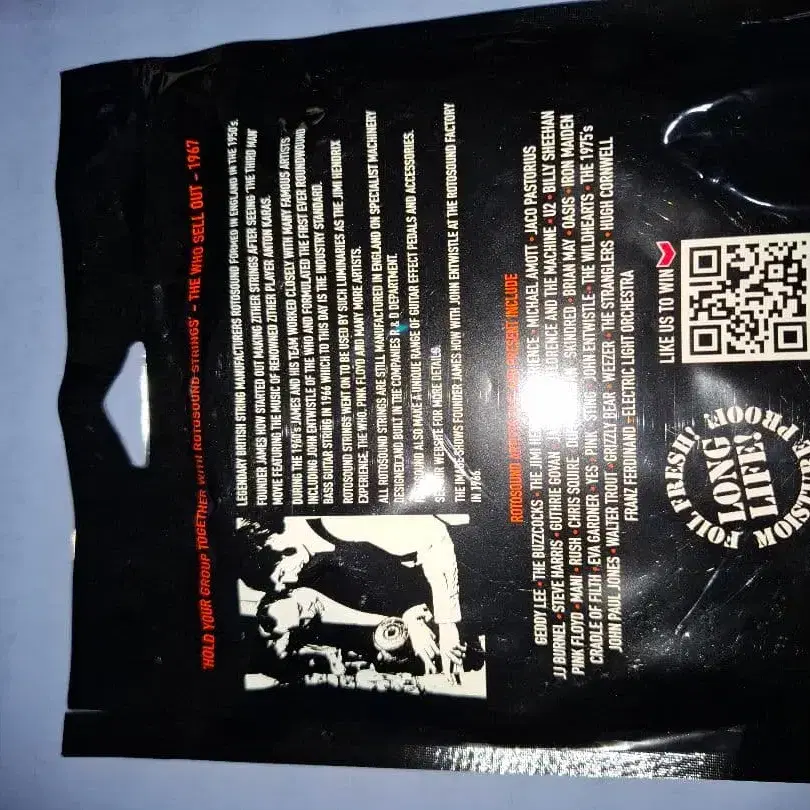 'HOLD YOUR GROUP TOGETHER WITH ROTOSOUND STRINGS' - THE WHO SELL OUT - 1967
LEGENDARY BRITISH STRING MANUFACTURERS ROTOSOUND FORMED IN ENGLAND IN THE 1950's.
FOUNDER JAMES HOW STARTED OUT MAKING ZITHER STRINGS AFTER SEEING 'THE THIRD MAN'
MOVIE FEATURING THE MUSIC OF RENOWNED ZITHER PLAYER ANTON KARAS.
DURING THE 1960's JAMES AND HIS TEAM WORKED CLOSELY WITH MANY FAMOUS ARTISTS
INCLUDING JOHN ENTWISTLE OF THE WHO AND FORMULATED THE FIRST EVER ROUNDWOUND
BASS GUITAR STRING IN 1966 WHICH TO THIS DAY IS THE INDUSTRY STANDARD.
ROTOSOUND STRINGS WENT ON TO BE USED BY SUCH LUMINARIES AS THE JIMI HENDRIX
EXPERIENCE, THE WHO, PINK FLOYD AND MANY MORE ARTISTS.
ALL ROTOSOUND STRINGS ARE STILL MANUFACTURED IN ENGLAND ON SPECIALIST MACHINERY
DESIGNED AND BUILT IN THE COMPANIES R & D DEPARTMENT.
ALSO MAKE A UNIQUE RANGE OF GUITAR EFFECT PEDALS AND ACCESSORIES.
WEBSITE FOR MORE DETAILS.
THE IMAGE SHOWS FOUNDER JAMES HOW WITH JOHN ENTWISTLE AT THE ROTOSOUND FACTORY
IN 1966.
ROTOSOUND PRESENT INCLUDE
GEDDY LEE • THE BUZZCOCKS • THE JIMI • MICHAEL AMOTT • JACO PASTORIUS
JJ BURNEL • STEVE HARRIS • GUTHRIE GOVAN • FLORENCE AND THE MACHINE • U2 • BILLY SHEEHAN
PINK FLOYD • MANI • RUSH • CHRIS SQUIRE • SKINDRED • BRIAN MAY • OASIS • IRON MAIDEN
CRADLE OF FILTH • EVA GARDNER • YES • PINK • STING • JOHN ENTWISTLE • THE WILDHEARTS • THE 1975's
JOHN PAUL JONES • WALTER TROUT • GRIZZLY BEAR • WEEZER • THE STRANGLERS • HUGH CORNWELL
FRANZ FERDINAND • ELECTRIC LIGHT ORCHESTRA
LIKE US TO WIN
FOIL FRESH!
LONG
LIFE!
PROOF